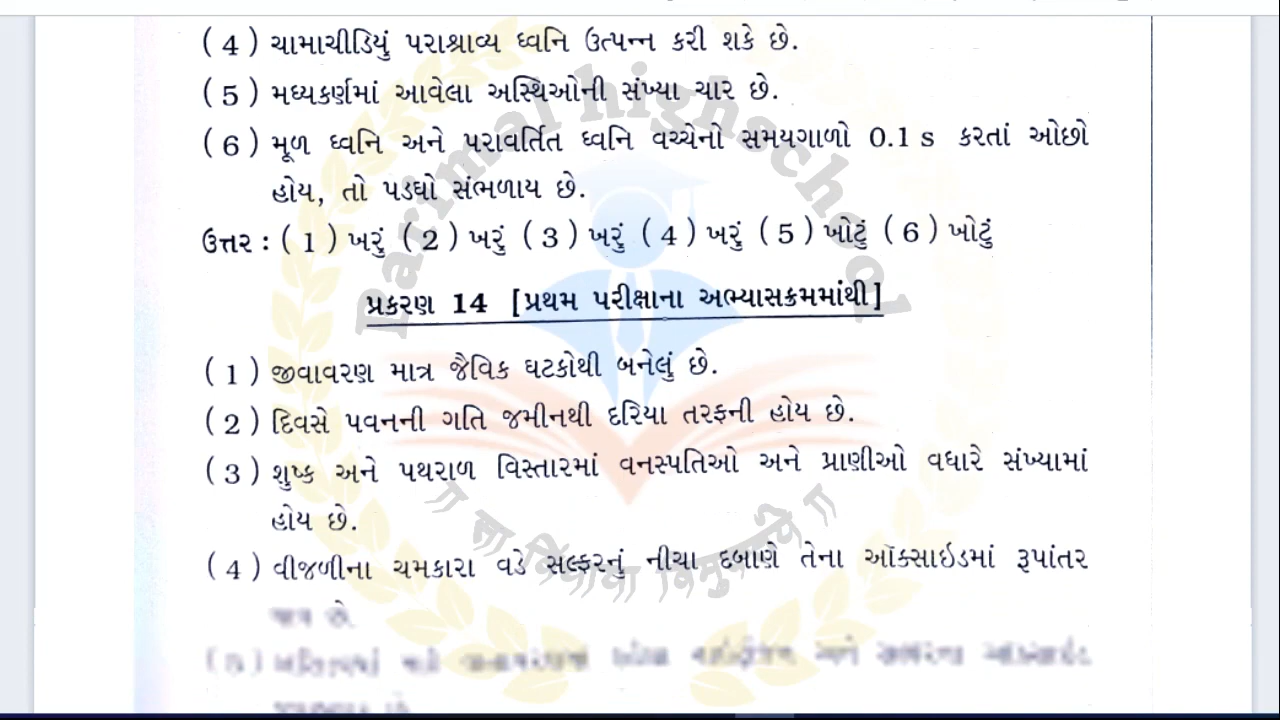 ( 4 ) ચામાચીડિયું પરાશ્રાવ્ય ધ્વનિ ઉત્પન્ન કરી શકે છે.
( 5 ) મધ્યકર્ણમાં આવેલા અસ્થિઓની સંખ્યા ચાર છે.
( 6 ) મૂળ ધ્વનિ અને પરાવર્તિત ધ્વનિ વચ્ચેનો સમયગાળો 0.1 s કરતાં ઓછો
હોય, તો પડઘો સંભળાય છે.
ઉત્તર : ( 1 ) ખરું ( 2 ) ખરું ( 3 ) ખરું ( 4 ) ખરું ( 5 ) ખોટું ( 6 ) ખોટું
Parimal highschool
પ્રકરણ 14 [પ્રથમ પરીક્ષાના અભ્યાસક્રમમાંથી]
( 1 ) જીવાવરણ માત્ર જૈવિક ઘટકોથી બનેલું છે.
( 2 ) દિવસે પવનની ગતિ જમીનથી દરિયા તરફની હોય છે.
( 3 ) શુષ્ક અને પથરાળ વિસ્તારમાં વનસ્પતિઓ અને પ્રાણીઓ વધારે સંખ્યામાં
હોય છે.
( 4 ) વીજળીના ચમકારા વડે સલ્ફરનું નીચા દબાણે તેના ઑક્સાઇડમાં રૂપાંતર
॥ सा विद्या या विमुक्तये ॥